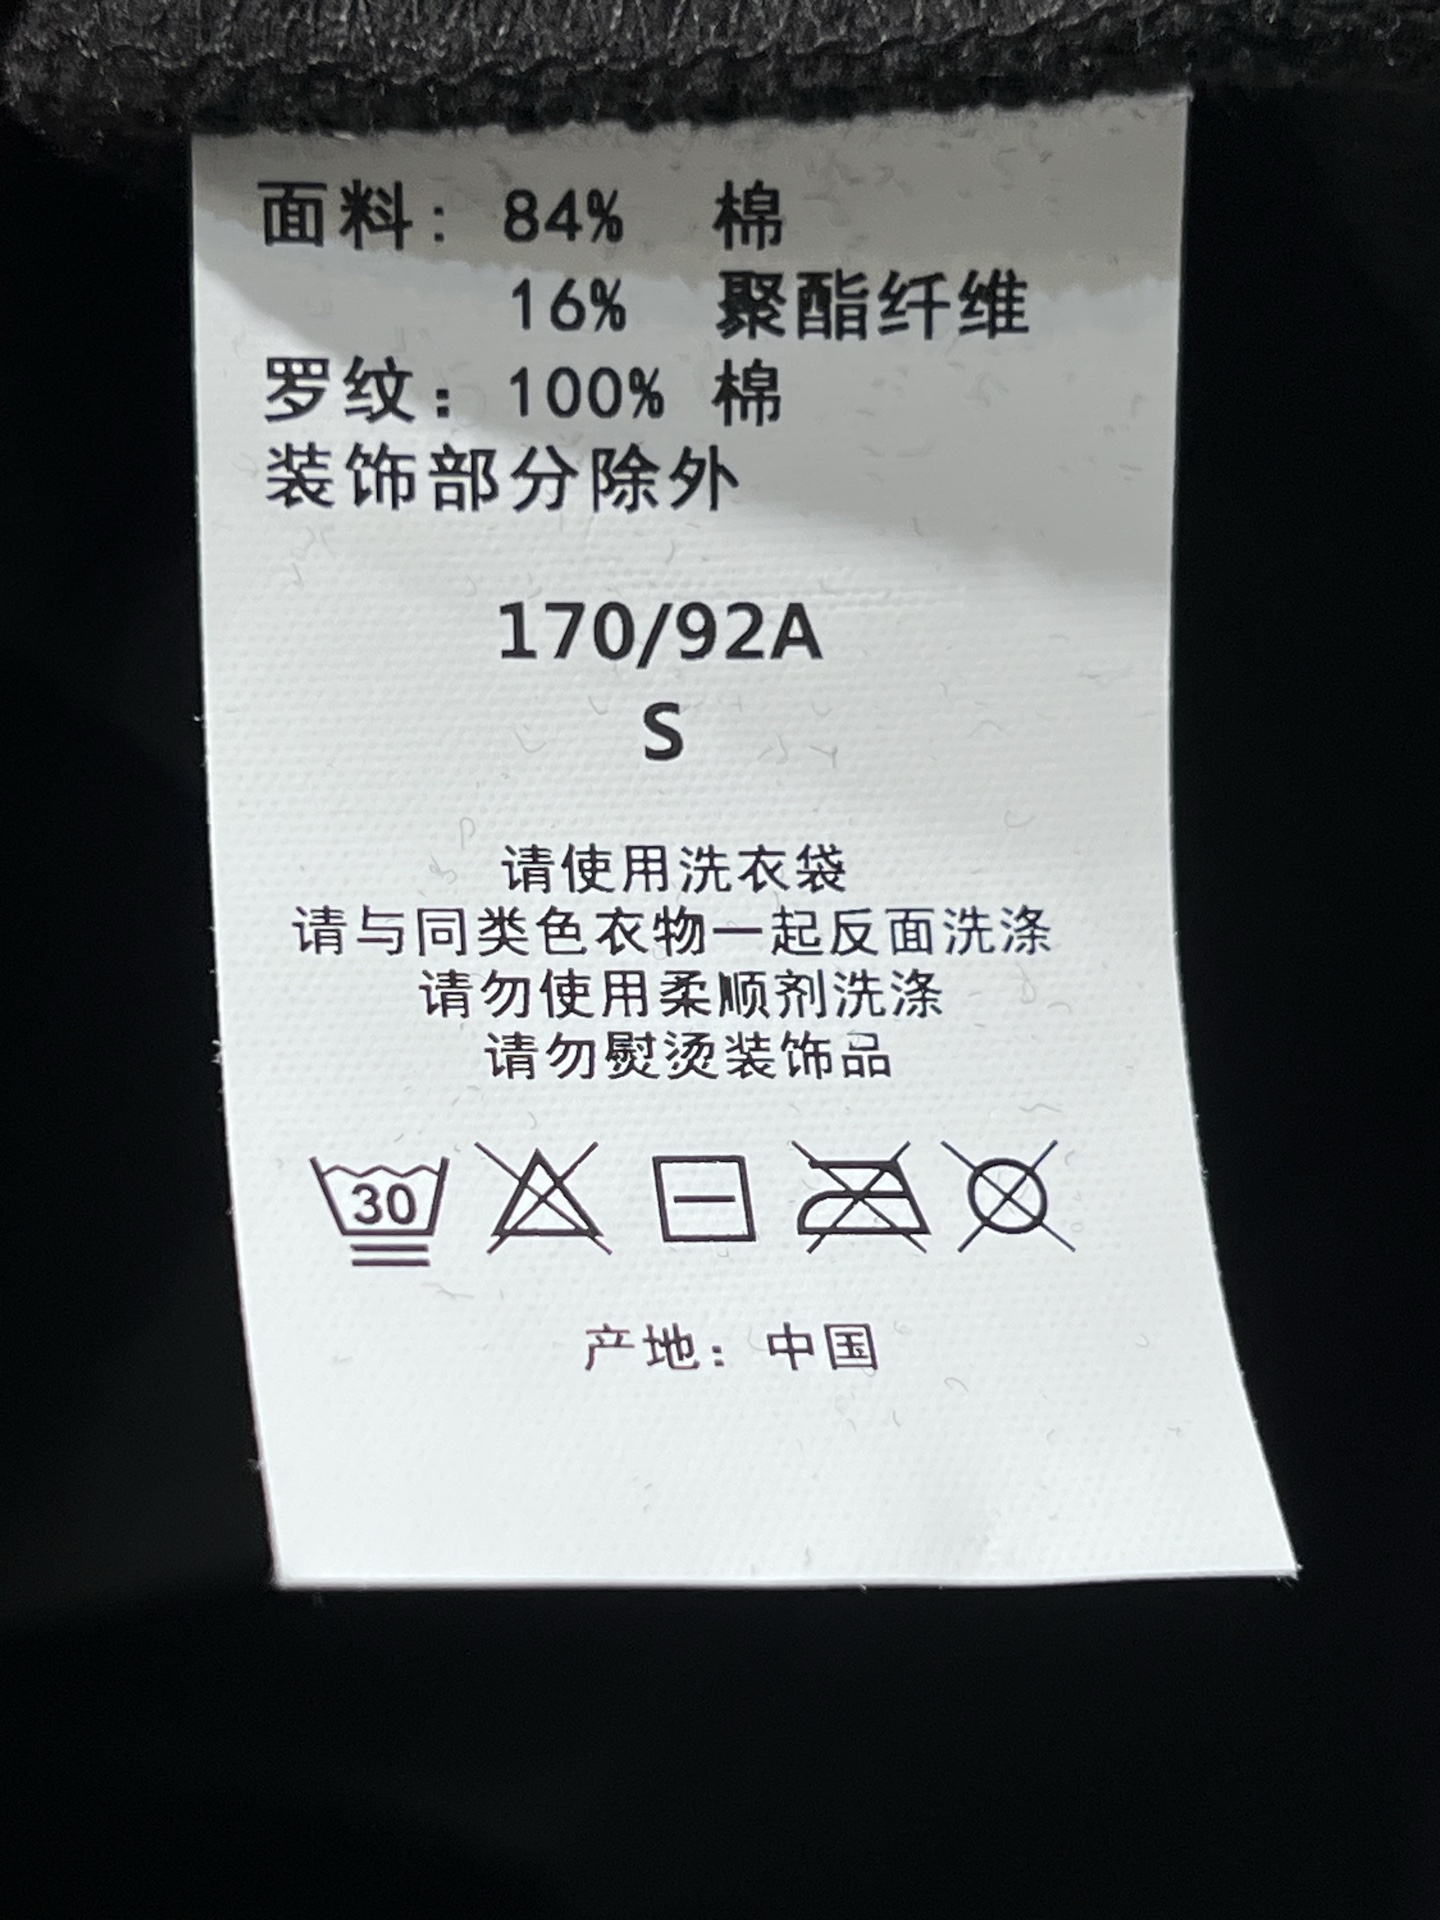 面料: 84% 棉
16% 聚酯纤维
罗纹: 100% 棉
装饰部分除外
170/92A
S
请使用洗衣袋
请与同类色衣物一起反面洗涤
请勿使用柔顺剂洗涤
请勿熨烫装饰品
30
产地: 中国